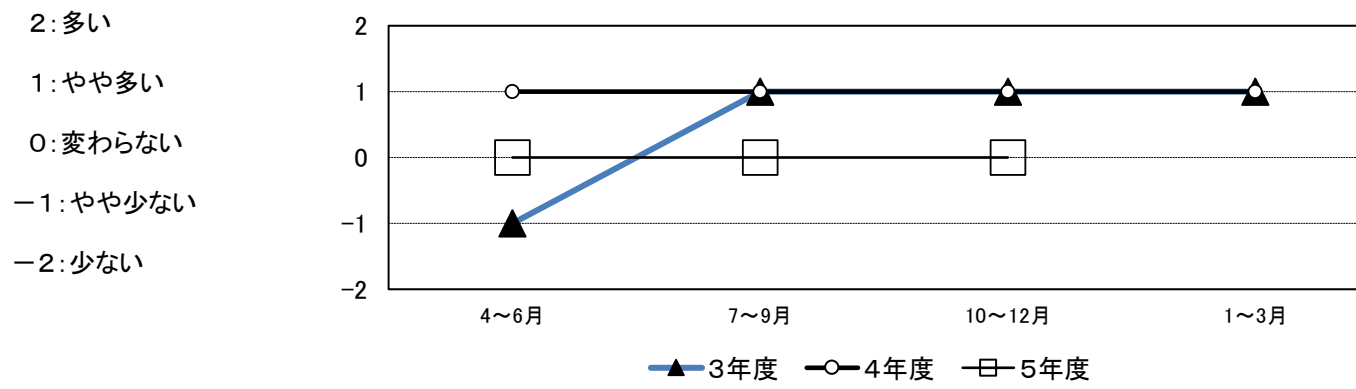 ２：多い
１：やや多い
０：変わらない
－１：やや少ない
－２：少ない
2
1
0
-1
-2
4～6月 7～9月 10～12月 1～3月
３年度 ４年度 ５年度